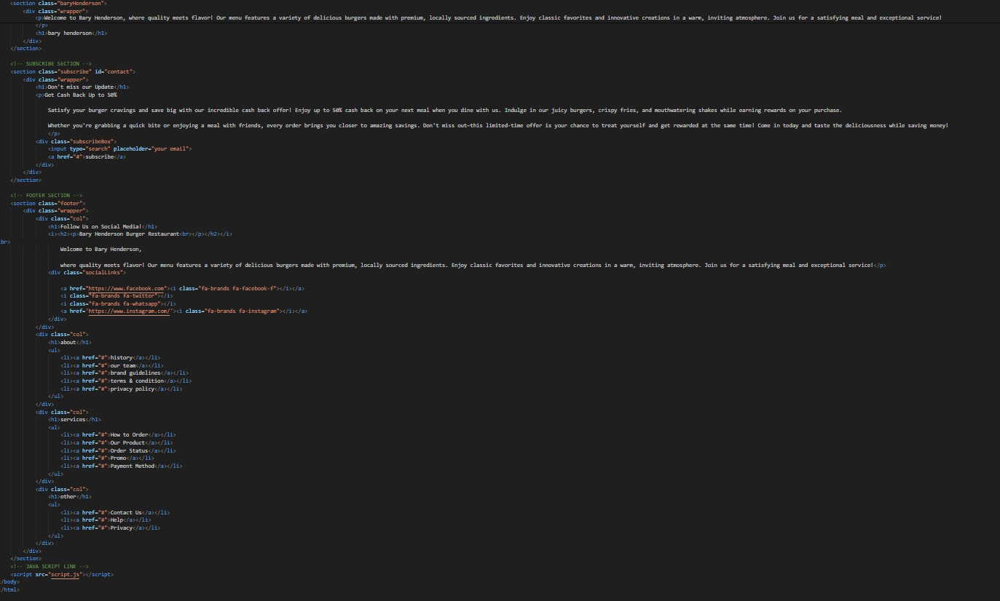 <section class="baryHenderson">
<div class="wrapper">
<p>Welcome to Bary Henderson, where quality meets flavor! Our menu features a variety of delicious burgers made with premium, locally sourced ingredients. Enjoy classic favorites and innovative creations in a warm, inviting atmosphere. Join us for a satisfying meal and exceptional service!
</p>
<h1>bary henderson</h1>
</div>
</section>
<!-- SUBSCRIBE SECTION -->
<section class="subscribe" id="contact">
<div class="wrapper">
<h1>Don't miss our Update</h1>
<p>Get Cash Back Up to 50%
Satisfy your burger cravings and save big with our incredible cash back offer! Enjoy up to 50% cash back on your next meal when you dine with us. Indulge in our juicy burgers, crispy fries, and mouthwatering shakes while earning rewards on your purchase.
Whether you're grabbing a quick bite or enjoying a meal with friends, every order brings you closer to amazing savings. Don't miss out—this limited-time offer is your chance to treat yourself and get rewarded at the same time! Come in today and taste the deliciousness while saving money!
</p>
<div class="subscribeBox">
<input type="search" placeholder="your email">
<a href="#">subscribe</a>
</div>
</div>
</section>
<!-- FOOTER SECTION -->
<section class="footer">
<div class="wrapper">
<div class="col">
<h1>Follow Us on Social Media!</h1>
<i><h2><p>Bary Henderson Burger Restaurant<br></p></h2></i>
br>
Welcome to Bary Henderson,
where quality meets flavor! Our menu features a variety of delicious burgers made with premium, locally sourced ingredients. Enjoy classic favorites and innovative creations in a warm, inviting atmosphere. Join us for a satisfying meal and exceptional service!</p>
<div class="socialLinks">
<a href="https://www.facebook.com"><i class="fa-brands fa-facebook-f"></i></a>
<i class="fa-brands fa-twitter"></i>
<i class="fa-brands fa-whatsapp"></i>
<a href='https://www.instagram.com/'><i class="fa-brands fa-instagram"></i></a>
</div>
</div>
<div class="col">
<h1>about</h1>
<ul>
<li><a href="#">history</a></li>
<li><a href="#">our team</a></li>
<li><a href="#">brand guidelines</a></li>
<li><a href="#">terms & condition</a></li>
<li><a href="#">privacy policy</a></li>
</ul>
</div>
<div class="col">
<h1>services</h1>
<ul>
<li><a href="#">How to Order</a></li>
<li><a href="#">Our Product</a></li>
<li><a href="#">Order Status</a></li>
<li><a href="#">Promo</a></li>
<li><a href="#">Payment Method</a></li>
</ul>
</div>
<div class="col">
<h1>other</h1>
<ul>
<li><a href="#">Contact Us</a></li>
<li><a href="#">Help</a></li>
<li><a href="#">Privacy</a></li>
</ul>
</div>
</div>
</section>
<!-- JAVA SCRIPT LINK -->
<script src="script.js"></script>
/body>
/html>